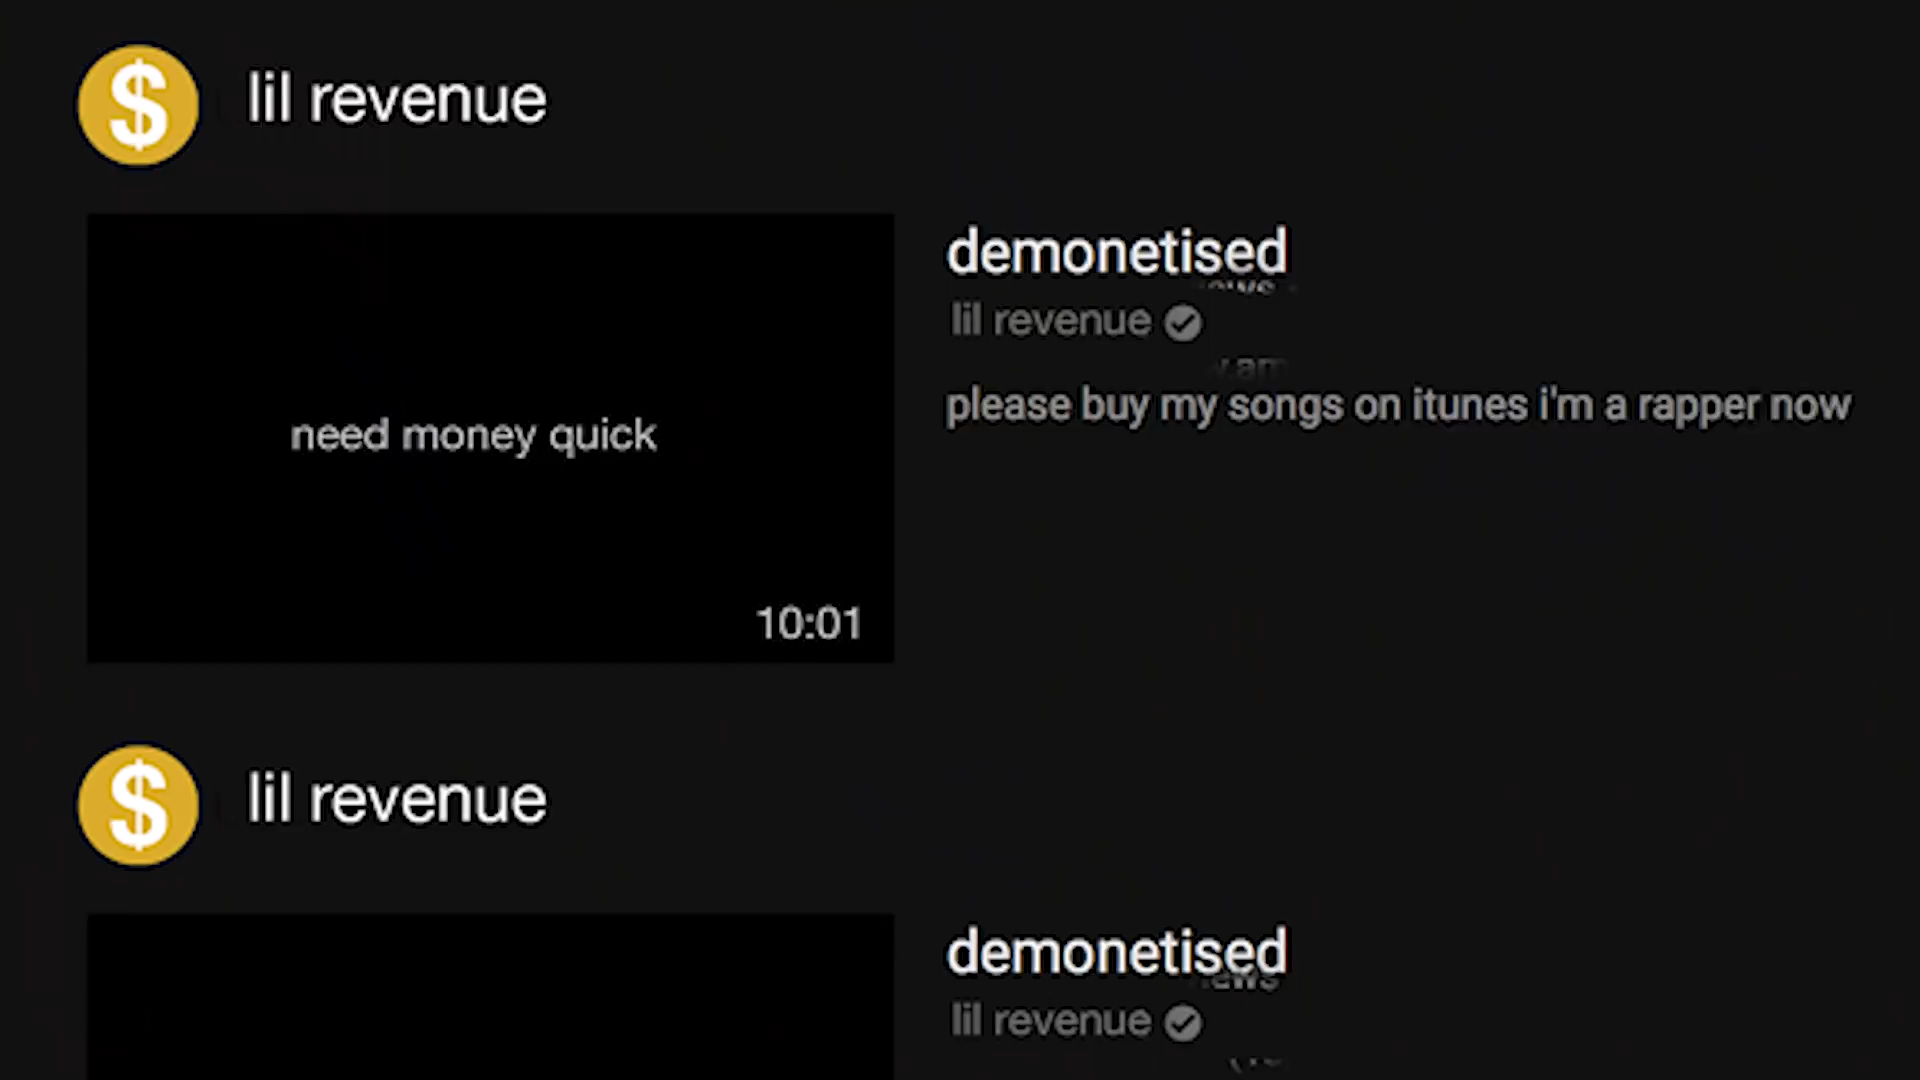 $ lil revenue
demonetised
lil revenue
please buy my songs on itunes i'm a rapper now
need money quick
10:01
$ lil revenue
demonetised
lil revenue